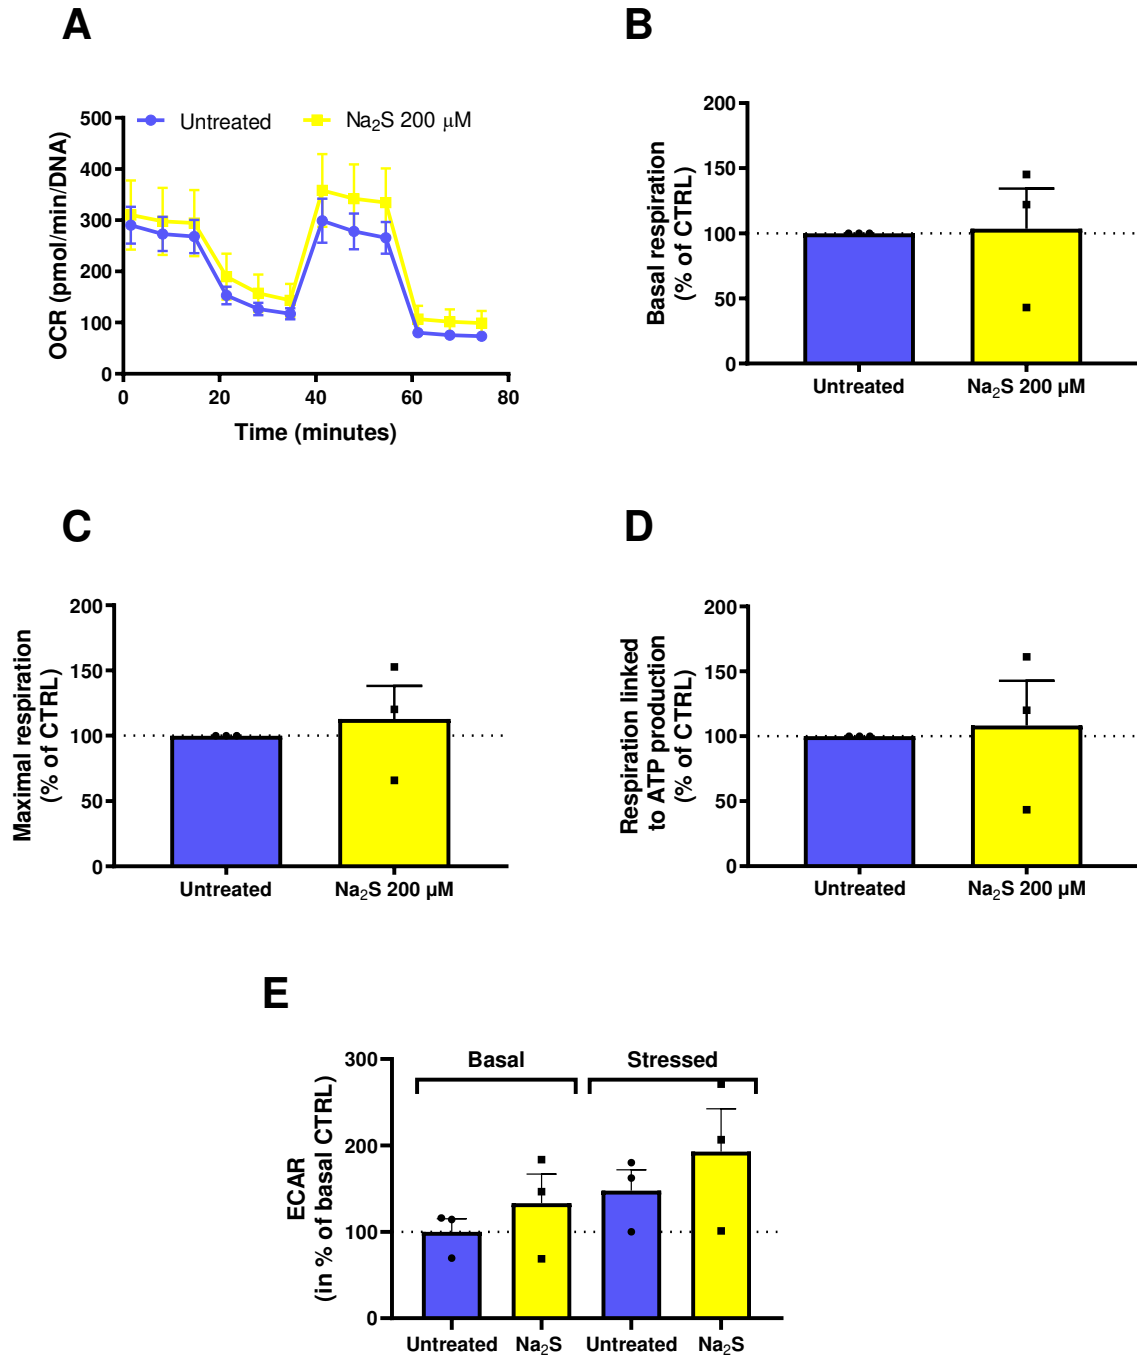 A
OCR (pmol/min/DNA)
500
400
300
200
100
0
Untreated
Na₂S 200 μM
0 20 40 60 80
Time (minutes)
B
Basal respiration
(% of CTRL)
200
150
100
50
0
Untreated
Na₂S 200 µM
C
Maximal respiration
(% of CTRL)
200
150
100
50
0
Untreated
Na₂S 200 µM
D
Respiration linked
to ATP production
(% of CTRL)
200
150
100
50
0
Untreated
Na₂S 200 µM
E
ECAR
(in % of basal CTRL)
300
200
100
0
Basal
Stressed
Untreated Na₂S Untreated Na₂S